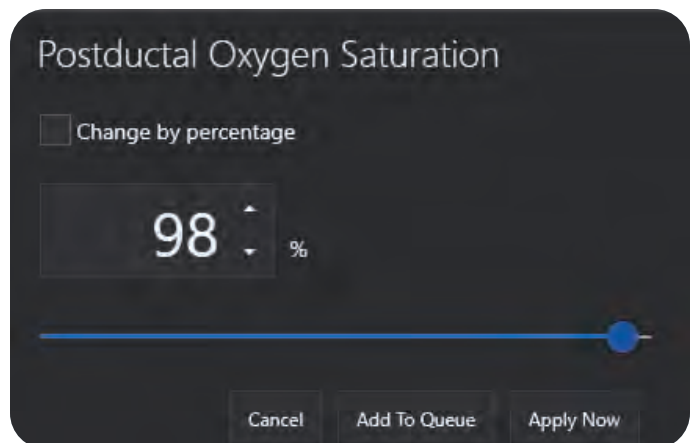 Postductal Oxygen Saturation
Change by percentage
98 %
Cancel Add To Queue Apply Now